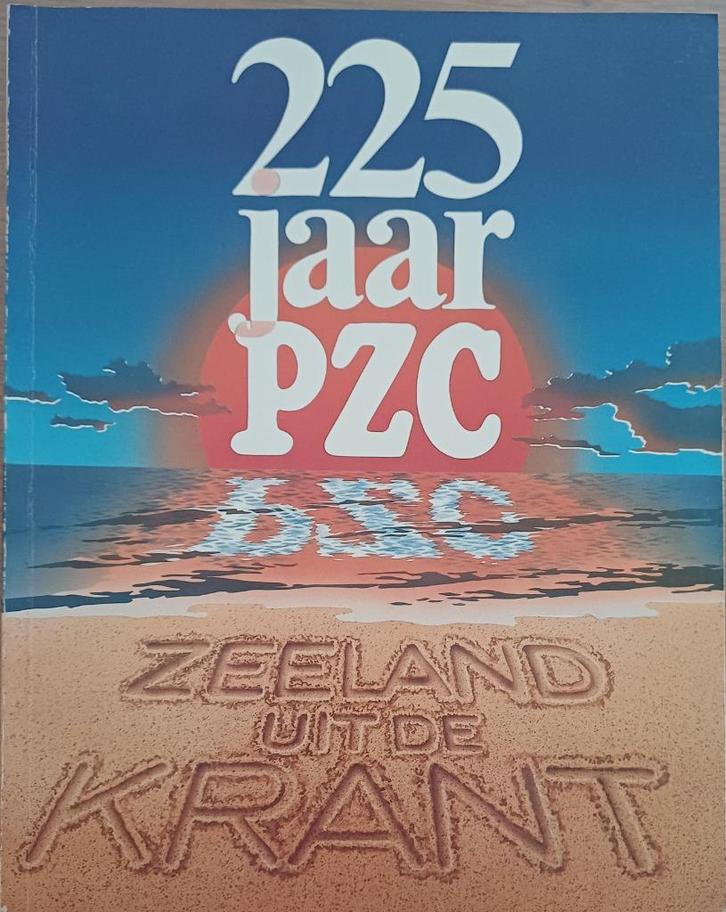 225
jaar
PZC
PZC
ZEELAND
UIT DE
KRANT